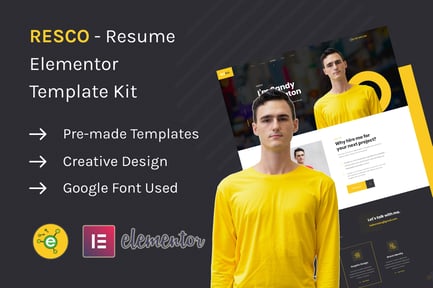 RESCO - Resume
Elementor
Template Kit
Pre-made Templates
Creative Design
Google Font Used
e
elementor
I'm Sandy
Why hire me for
your next project?
Let's talk with me.